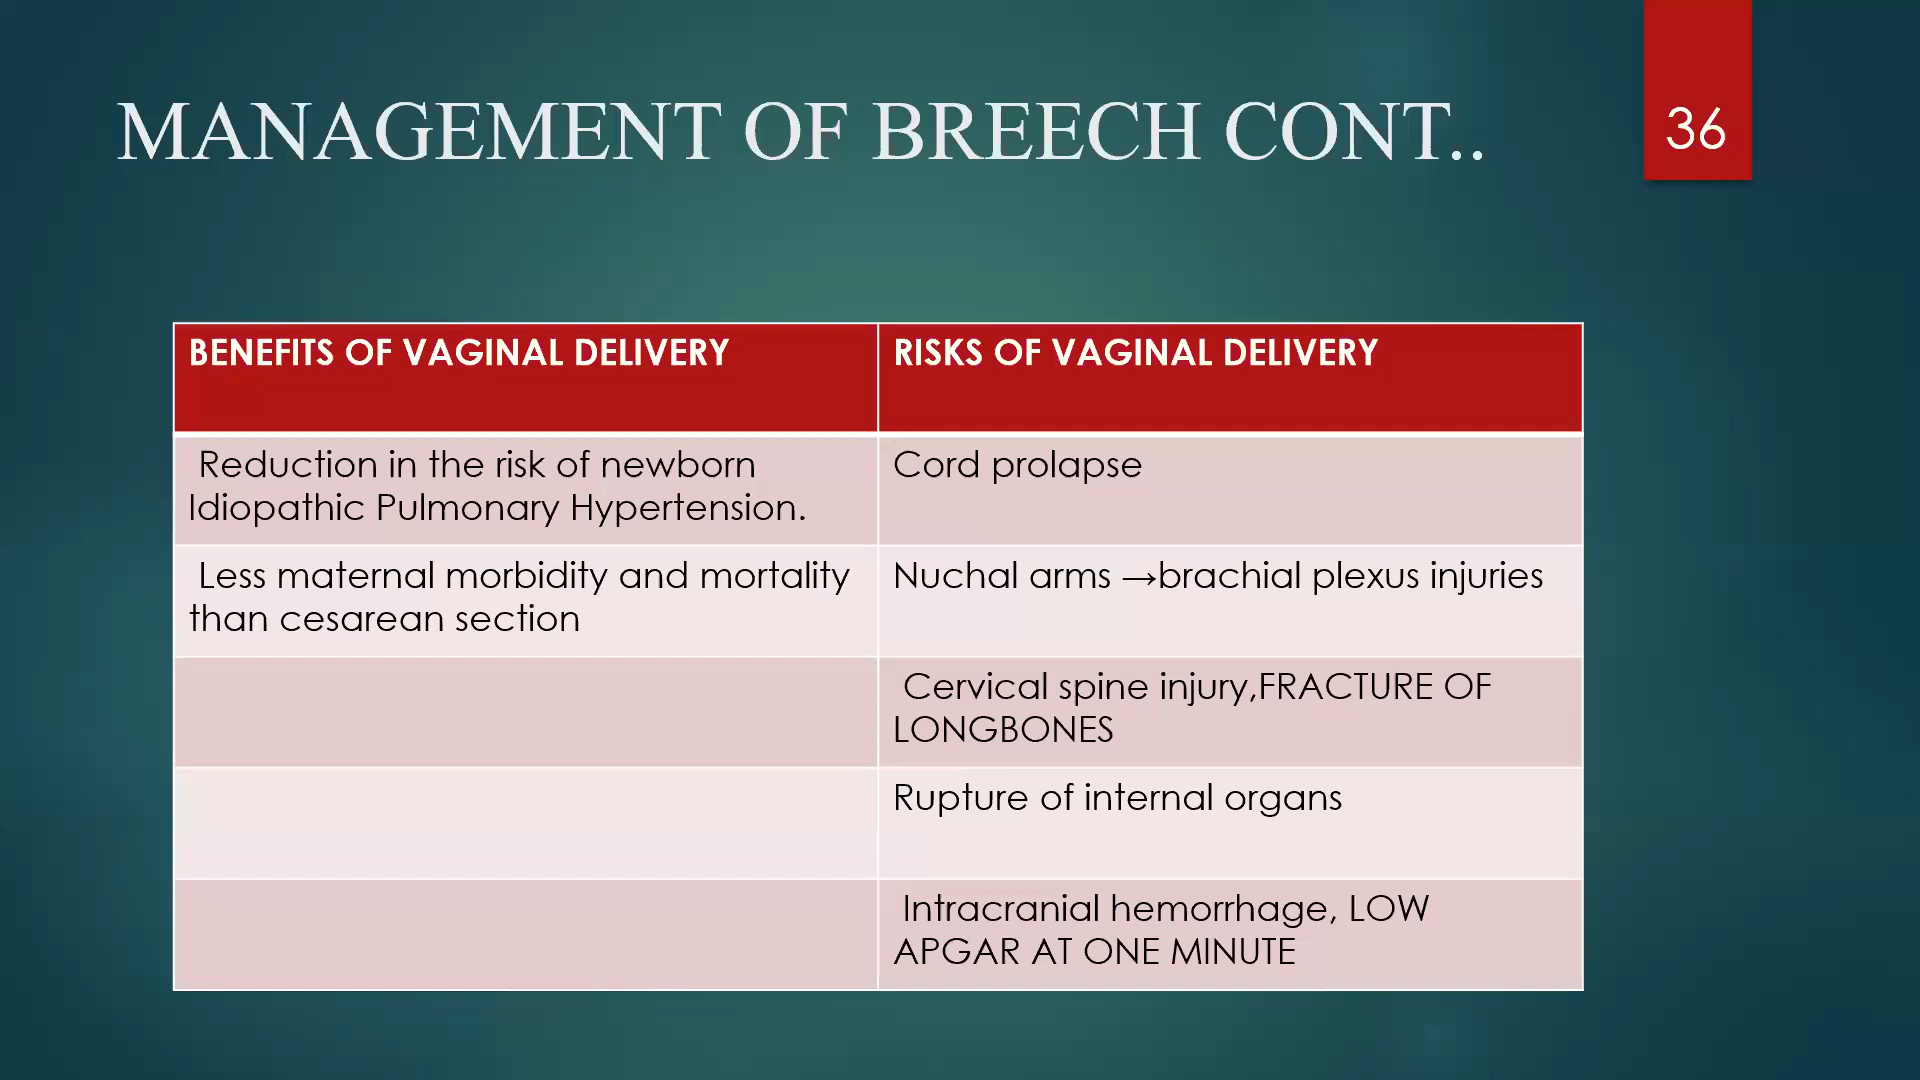 MANAGEMENT OF BREECH CONT..
36
BENEFITS OF VAGINAL DELIVERY
RISKS OF VAGINAL DELIVERY
Reduction in the risk of newborn
Idiopathic Pulmonary Hypertension.
Cord prolapse
Less maternal morbidity and mortality
than cesarean section
Nuchal arms →brachial plexus injuries
Cervical spine injury,FRACTURE OF
LONGBONES
Rupture of internal organs
Intracranial hemorrhage, LOW
APGAR AT ONE MINUTE